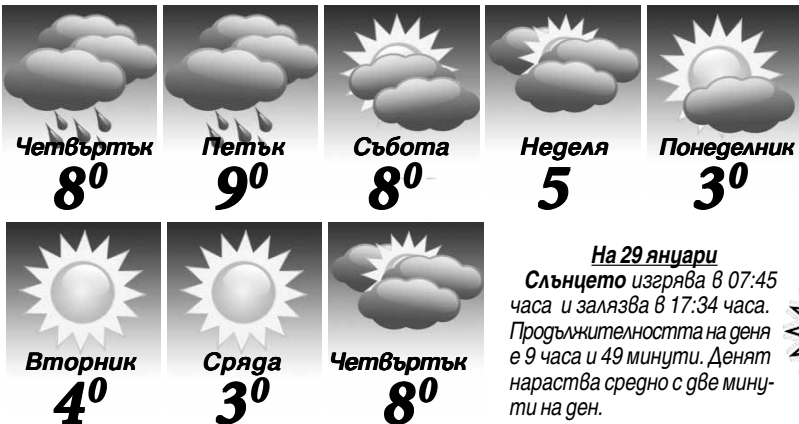 Четвъртък
8⁰
Петък
9⁰
Събота
8⁰
Неделя
5
Понеделник
3⁰
Вторник
4⁰
Сряда
3⁰
Четвъртък
8⁰
На 29 януари
Слънцето изгрява в 07:45
часа и залязва в 17:34 часа.
Продължителността на деня
е 9 часа и 49 минути. Денят
нараства средно с две мину-
ти на ден.